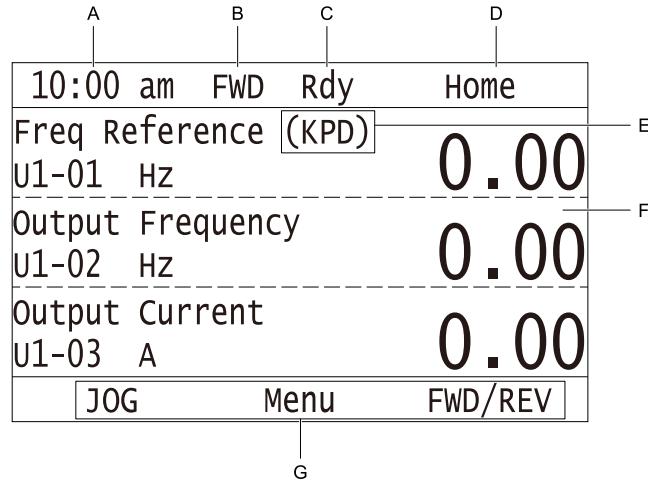 A B C D
10:00 am FWD Rdy Home
Freq Reference (KPD) 0.00 E
U1-01 Hz
Output Frequency 0.00 F
U1-02 Hz
Output Current 0.00
U1-03 A
JOG Menu FWD/REV
G